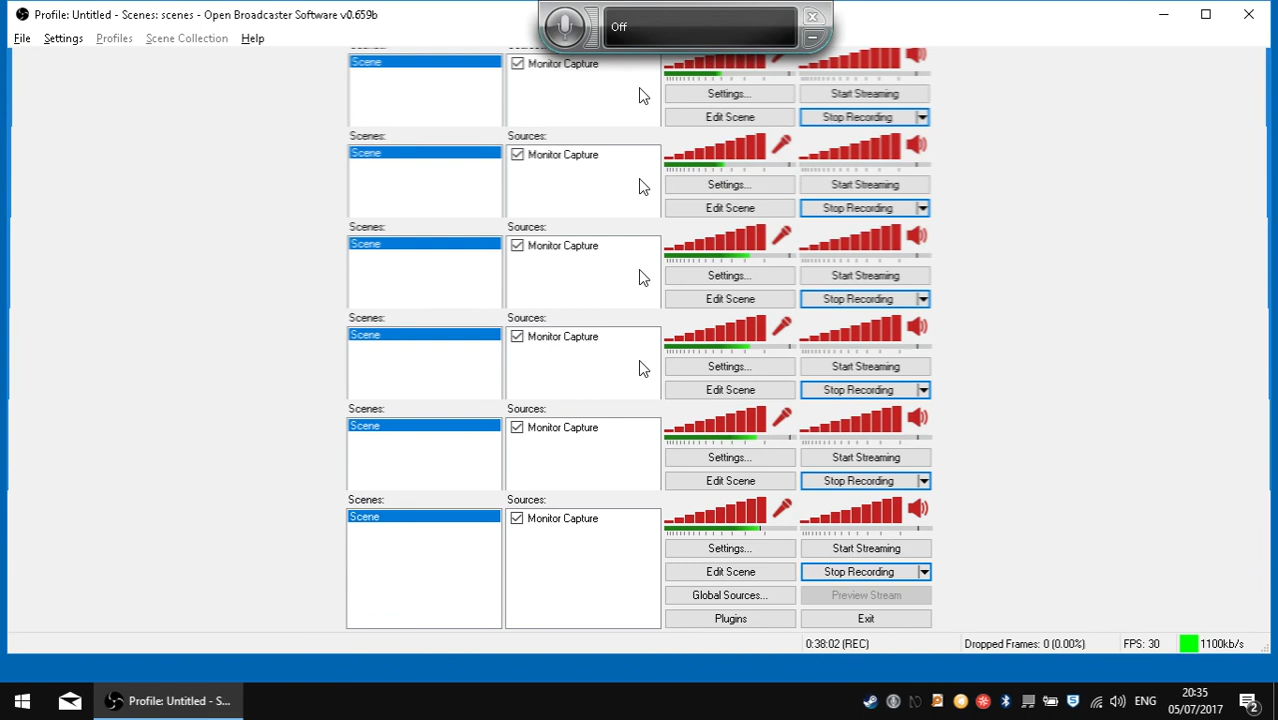 Profile: Untitled - Scenes: scenes - Open Broadcaster Software v0.659b
Off
File Settings Profiles Scene Collection Help
Scene Monitor Capture
Settings... Start Streaming
Edit Scene Stop Recording
Scenes: Sources:
Scene Monitor Capture
Settings... Start Streaming
Edit Scene Stop Recording
Scenes: Sources:
Scene Monitor Capture
Settings... Start Streaming
Edit Scene Stop Recording
Scenes: Sources:
Scene Monitor Capture
Settings... Start Streaming
Edit Scene Stop Recording
Scenes: Sources:
Scene Monitor Capture
Settings... Start Streaming
Edit Scene Stop Recording
Scenes: Sources:
Scene Monitor Capture
Settings... Start Streaming
Edit Scene Stop Recording
Global Sources... Preview Stream
Plugins Exit
0:38:02 (REC) Dropped Frames: 0 (0.00%) FPS: 30 1100kb/s
Profile: Untitled - S... ENG 20:35
05/07/2017 2